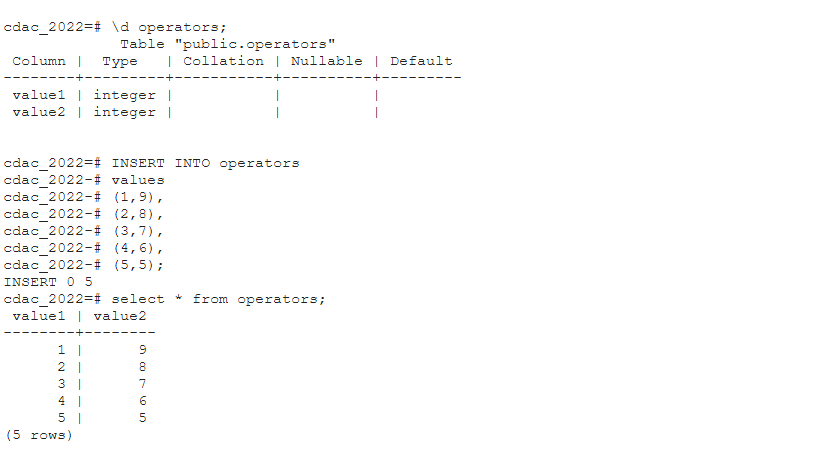 cdac_2022=# \d operators;
             Table "public.operators"
 Column |  Type   | Collation | Nullable | Default
--------+---------+-----------+----------+---------
 value1 | integer |           |          |
 value2 | integer |           |          |
cdac_2022=# INSERT INTO operators
cdac_2022-# values
cdac_2022-# (1,9),
cdac_2022-# (2,8),
cdac_2022-# (3,7),
cdac_2022-# (4,6),
cdac_2022-# (5,5);
INSERT 0 5
cdac_2022=# select * from operators;
 value1 | value2
--------+--------
      1 |      9
      2 |      8
      3 |      7
      4 |      6
      5 |      5
(5 rows)